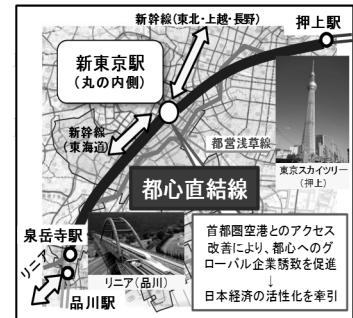 新幹線(東北・上越・長野)
押上駅
新東京駅
(丸の内側)
新幹線
(東海道)
都営浅草線
東京スカイツリー
(押上)
都心直結線
泉岳寺駅
リニア
品川駅
リニア(品川)
首都圏空港とのアクセス
改善により、都心へのグ
ローバル企業誘致を促進
↓
日本経済の活性化を牽引